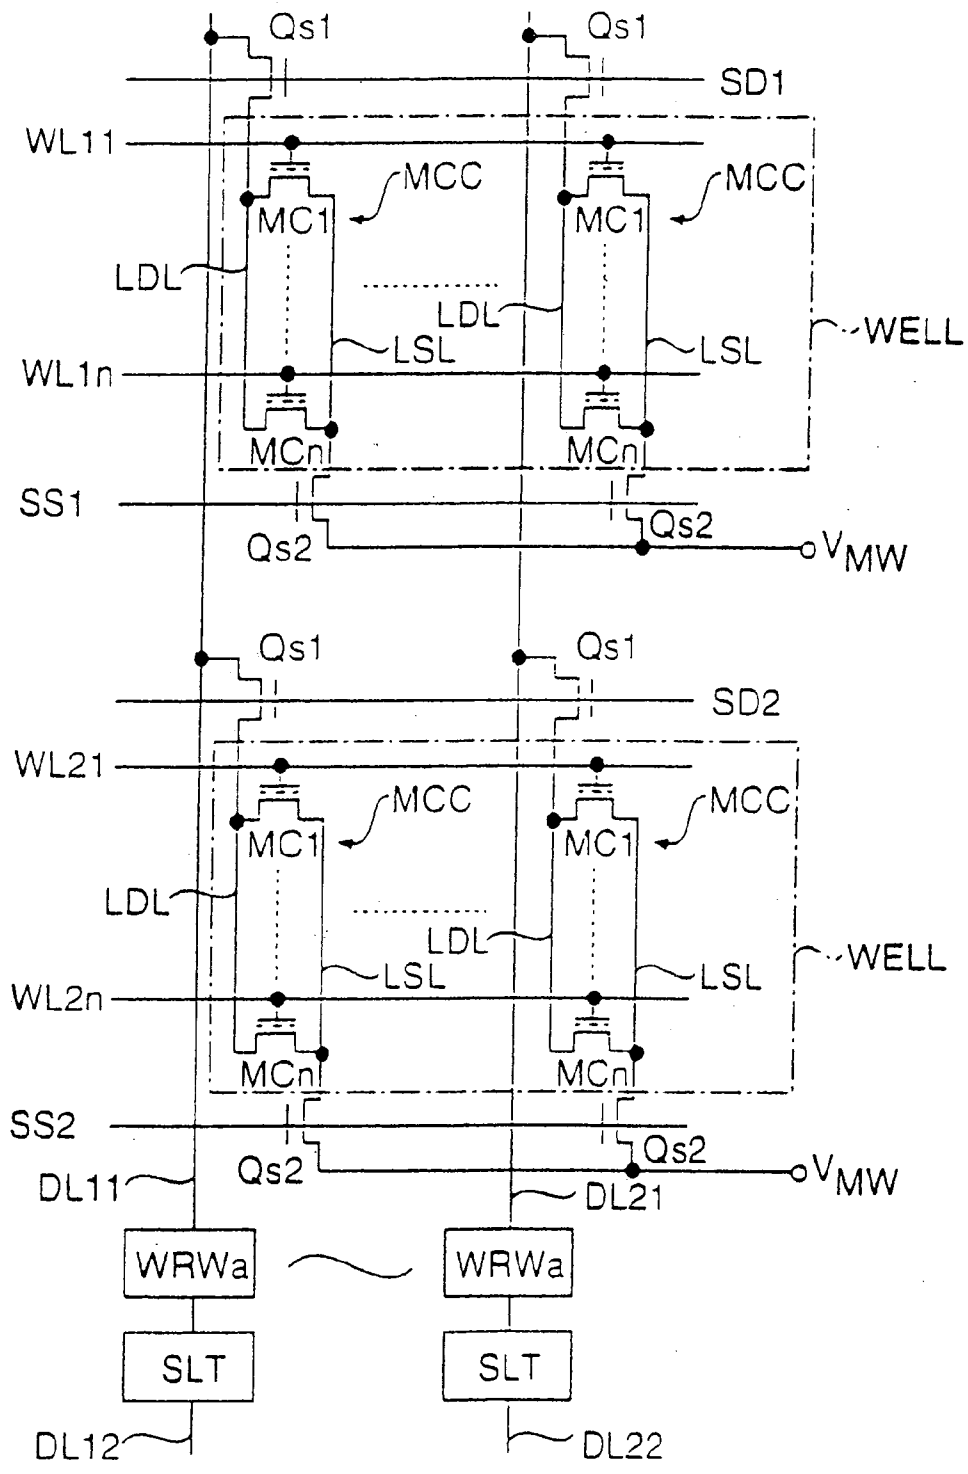 Qs1 Qs1
SD1
WL11
MCC MCC
MC1 MC1
LDL LDL
WELL
LSL LSL
WL1n
MCn MCn
SS1
Qs2 Qs2
VMW
Qs1 Qs1
SD2
WL21
MCC MCC
MC1 MC1
LDL LDL
WELL
LSL LSL
WL2n
MCn MCn
SS2
Qs2 Qs2
VMW
DL11 DL21
WRWa WRWa
SLT SLT
DL12 DL22